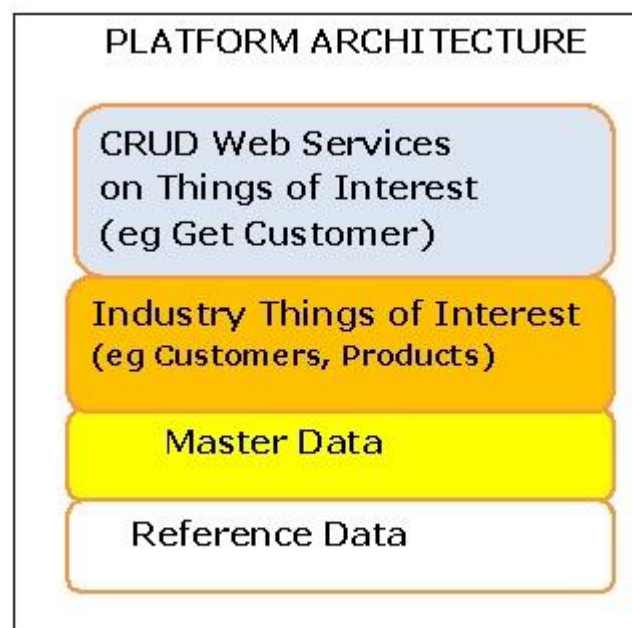 PLATFORM ARCHITECTURE
CRUD Web Services
on Things of Interest
(eg Get Customer)
Industry Things of Interest
(eg Customers, Products)
Master Data
Reference Data